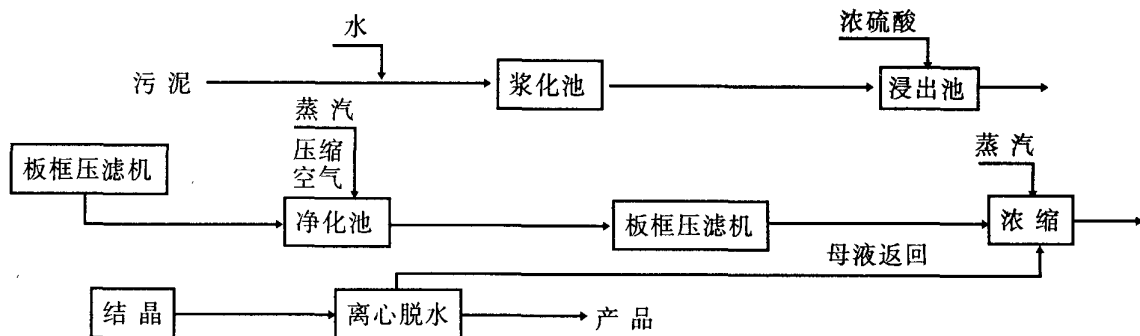 水
浓硫酸
污泥
浆化池
浸出池
蒸汽
压缩
空气
蒸汽
板框压滤机
净化池
板框压滤机
浓缩
母液返回
结晶
离心脱水
产品